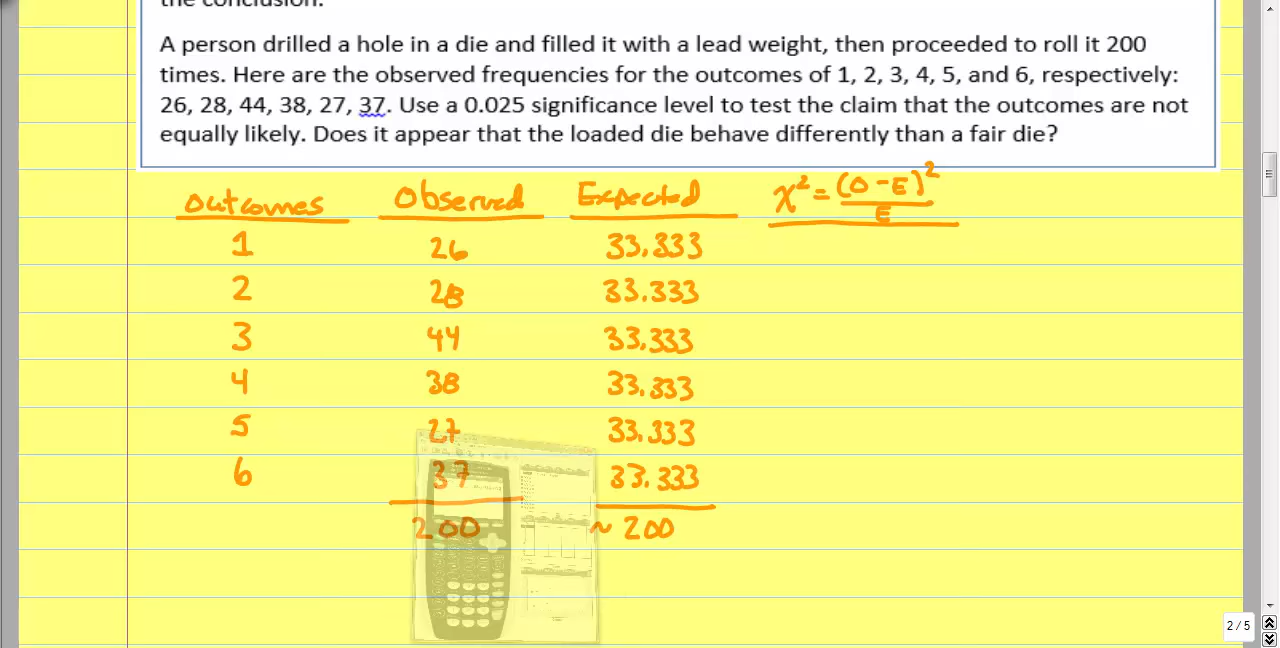 the conclusion.
A person drilled a hole in a die and filled it with a lead weight, then proceeded to roll it 200
times. Here are the observed frequencies for the outcomes of 1, 2, 3, 4, 5, and 6, respectively:
26, 28, 44, 38, 27, 37. Use a 0.025 significance level to test the claim that the outcomes are not
equally likely. Does it appear that the loaded die behave differently than a fair die?
Outcomes Observed Expected χ² = (O - E)² / E
1 26 33.333
2 28 33.333
3 44 33.333
4 38 33.333
5 27 33.333
6 37 33.333
200 ~ 200
2 / 5